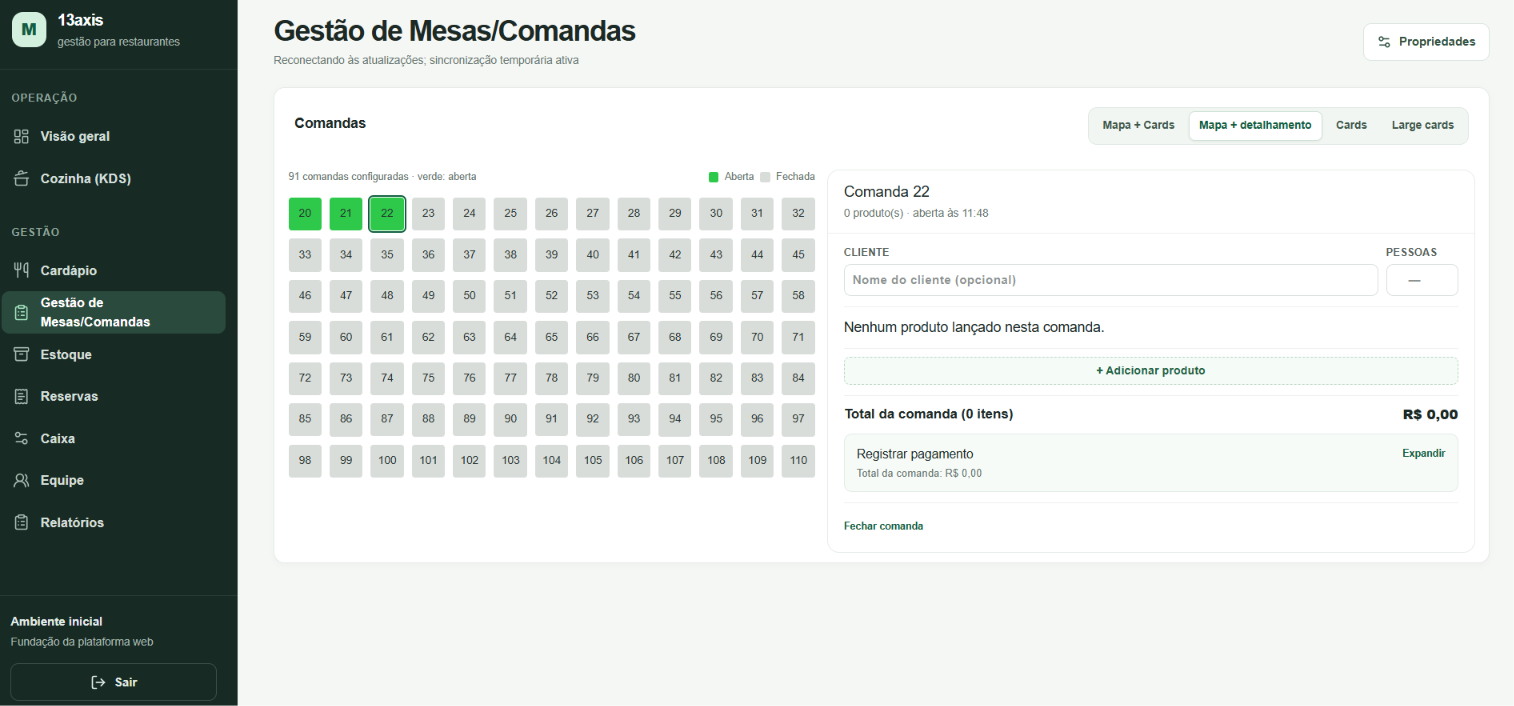 M
13axis
gestão para restaurantes
OPERAÇÃO
Visão geral
Cozinha (KDS)
GESTÃO
Cardápio
Gestão de
Mesas/Comandas
Estoque
Reservas
Caixa
Equipe
Relatórios
Ambiente inicial
Fundação da plataforma web
Sair
Gestão de Mesas/Comandas
Reconectando às atualizações; sincronização temporária ativa
Propriedades
Comandas
Mapa + Cards Mapa + detalhamento Cards Large cards
91 comandas configuradas · verde: aberta Aberta Fechada
20 21 22 23 24 25 26 27 28 29 30 31 32
33 34 35 36 37 38 39 40 41 42 43 44 45
46 47 48 49 50 51 52 53 54 55 56 57 58
59 60 61 62 63 64 65 66 67 68 69 70 71
72 73 74 75 76 77 78 79 80 81 82 83 84
85 86 87 88 89 90 91 92 93 94 95 96 97
98 99 100 101 102 103 104 105 106 107 108 109 110
Comanda 22
0 produto(s) · aberta às 11:48
CLIENTE PESSOAS
Nome do cliente (opcional) —
Nenhum produto lançado nesta comanda.
+ Adicionar produto
Total da comanda (0 itens) R$ 0,00
Registrar pagamento Expandir
Total da comanda: R$ 0,00
Fechar comanda